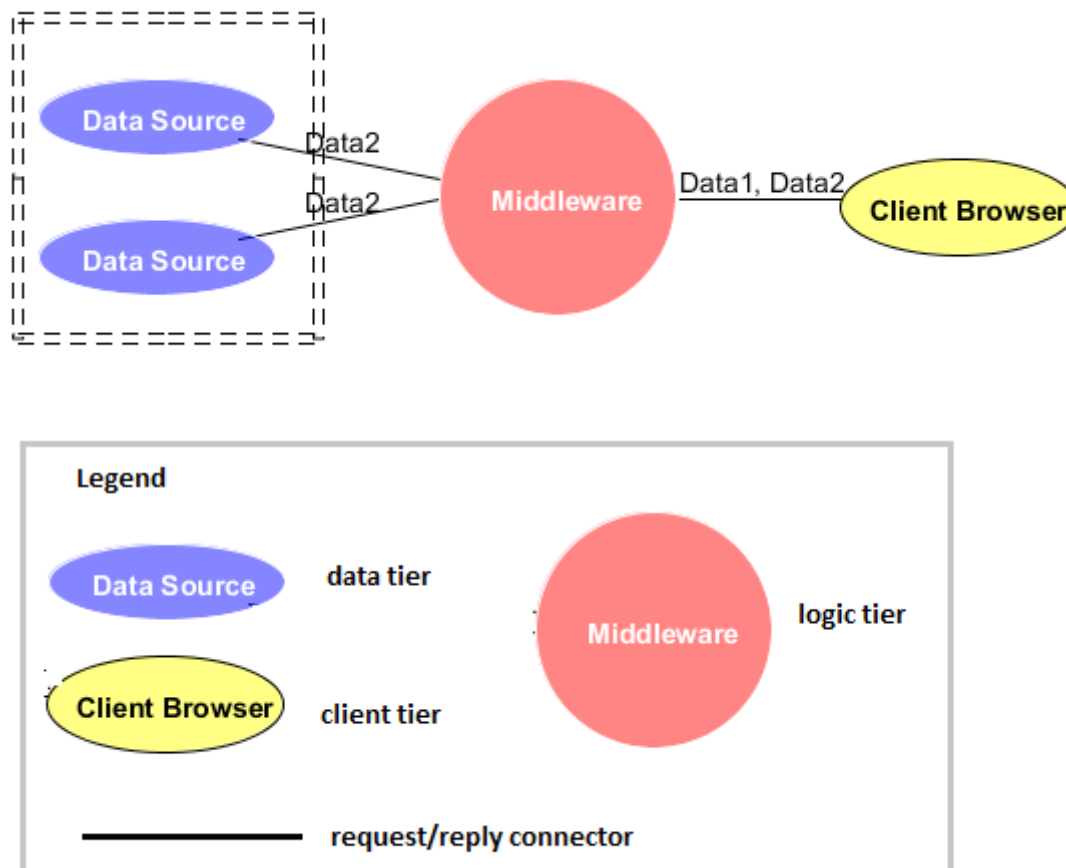 Data Source
Data2
Data2
Data Source
Middleware
Data1, Data2
Client Browser
Legend
Data Source
data tier
Middleware
logic tier
Client Browser
client tier
request/reply connector